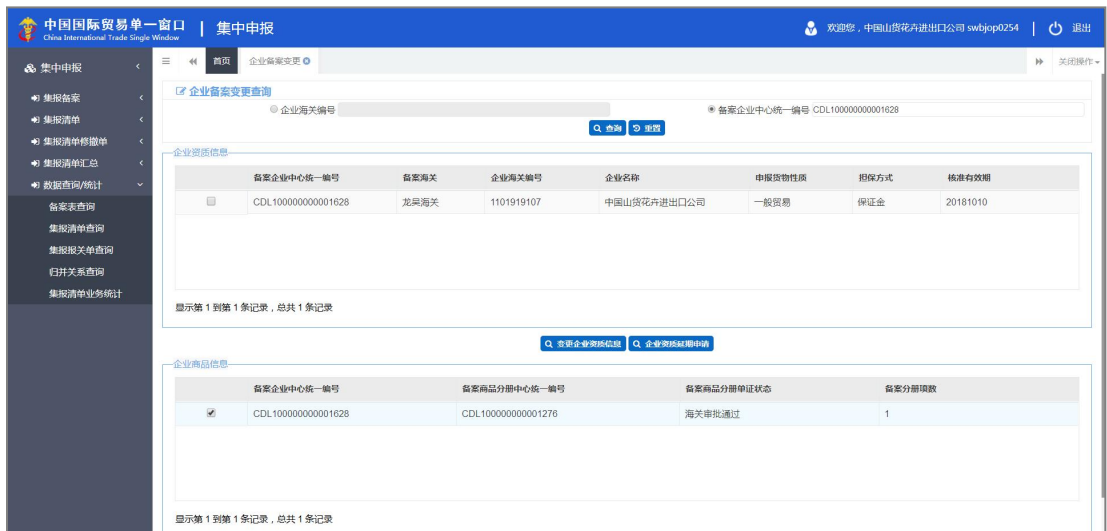 中国国际贸易单一窗口 | 集中申报 欢迎您，中国山货花卉进出口公司 swbjop0254 | 退出
China International Trade Single Window
集中申报 首页 企业备案变更 关闭操作
集报备案
集报清单
集报清单修撤单
集报清单汇总
数据查询/统计
备案表查询
集报清单查询
集报报关单查询
归并关系查询
集报清单业务统计
企业备案变更查询
企业海关编号 备案企业中心统一编号 CDL100000000001628
查询 重置
企业资质信息
备案企业中心统一编号 备案海关 企业海关编号 企业名称 申报货物性质 担保方式 核准有效期
CDL100000000001628 龙吴海关 1101919107 中国山货花卉进出口公司 一般贸易 保证金 20181010
显示第 1 到第 1 条记录，总共 1 条记录
变更企业资质信息 企业资质延期申请
企业商品信息
备案企业中心统一编号 备案商品分册中心统一编号 备案商品分册单证状态 备案分册项数
CDL100000000001628 CDL100000000001276 海关审批通过 1
显示第 1 到第 1 条记录，总共 1 条记录